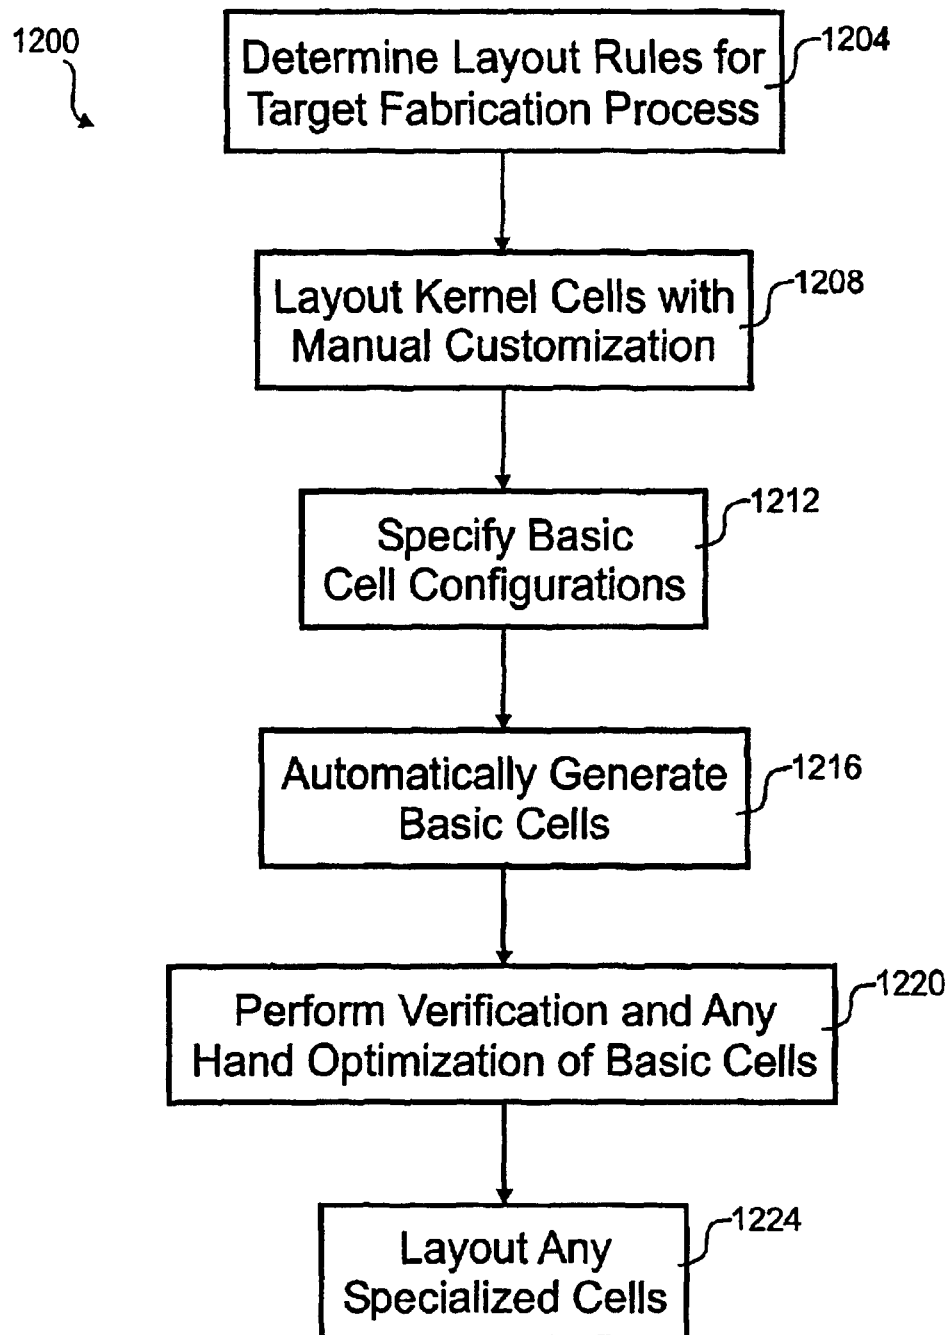 1200
Determine Layout Rules for
Target Fabrication Process
1204
Layout Kernel Cells with
Manual Customization
1208
Specify Basic
Cell Configurations
1212
Automatically Generate
Basic Cells
1216
Perform Verification and Any
Hand Optimization of Basic Cells
1220
Layout Any
Specialized Cells
1224